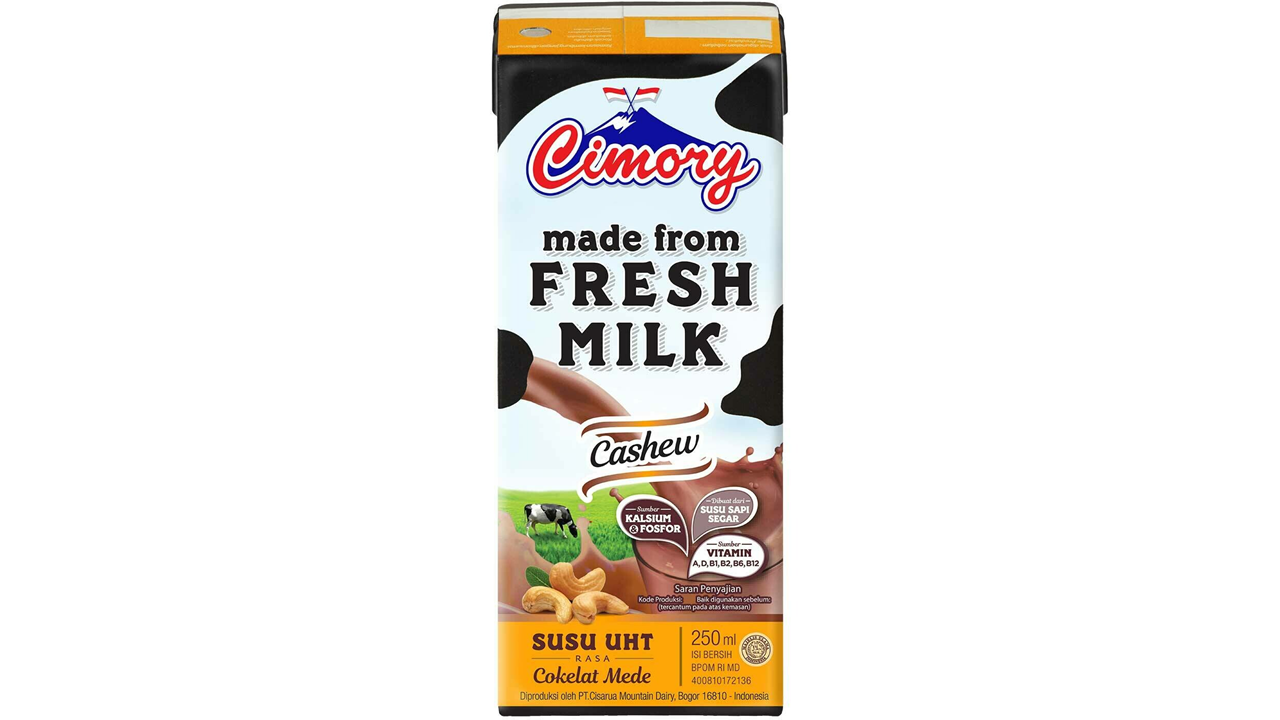 Cimory
made from
FRESH
MILK
Cashew
Sumber
KALSIUM
& FOSFOR
Dibuat dari
SUSU SAPI
SEGAR
Sumber
VITAMIN
A, D, B1, B2, B6, B12
Saran Penyajian
Kode Produksi: Baik digunakan sebelum:
(tercantum pada atas kemasan)
SUSU UHT
RASA
Cokelat Mede
250 ml
ISI BERSIH
BPOM RI MD
400810172136
Diproduksi oleh PT.Cisarua Mountain Dairy, Bogor 16810 - Indonesia